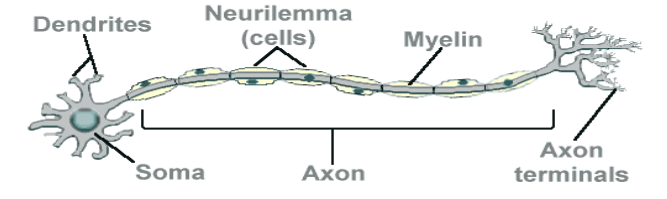 Dendrites
Neurilemma
(cells)
Myelin
Soma
Axon
Axon
terminals